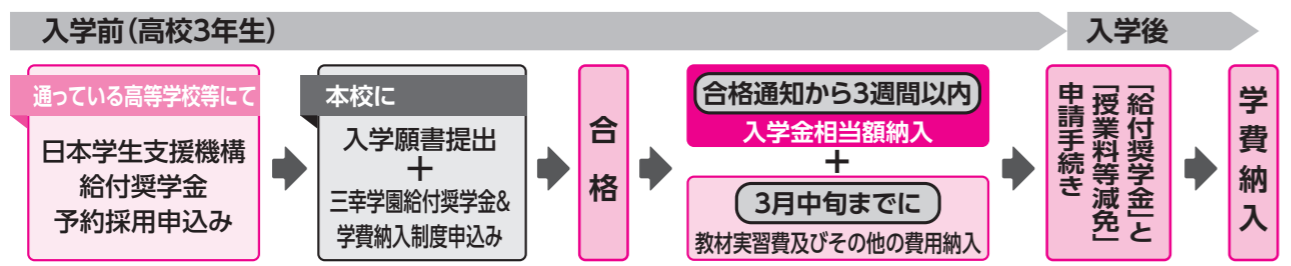 入学前（高校3年生）
入学後
通っている高等学校等にて
日本学生支援機構
給付奨学金
予約採用申込み
本校に
入学願書提出
＋
三幸学園給付奨学金&
学費納入制度申込み
合格
合格通知から3週間以内
入学金相当額納入
＋
3月中旬までに
教材実習費及びその他の費用納入
「給付奨学金」と
「授業料等減免」
申請手続き
学費納入